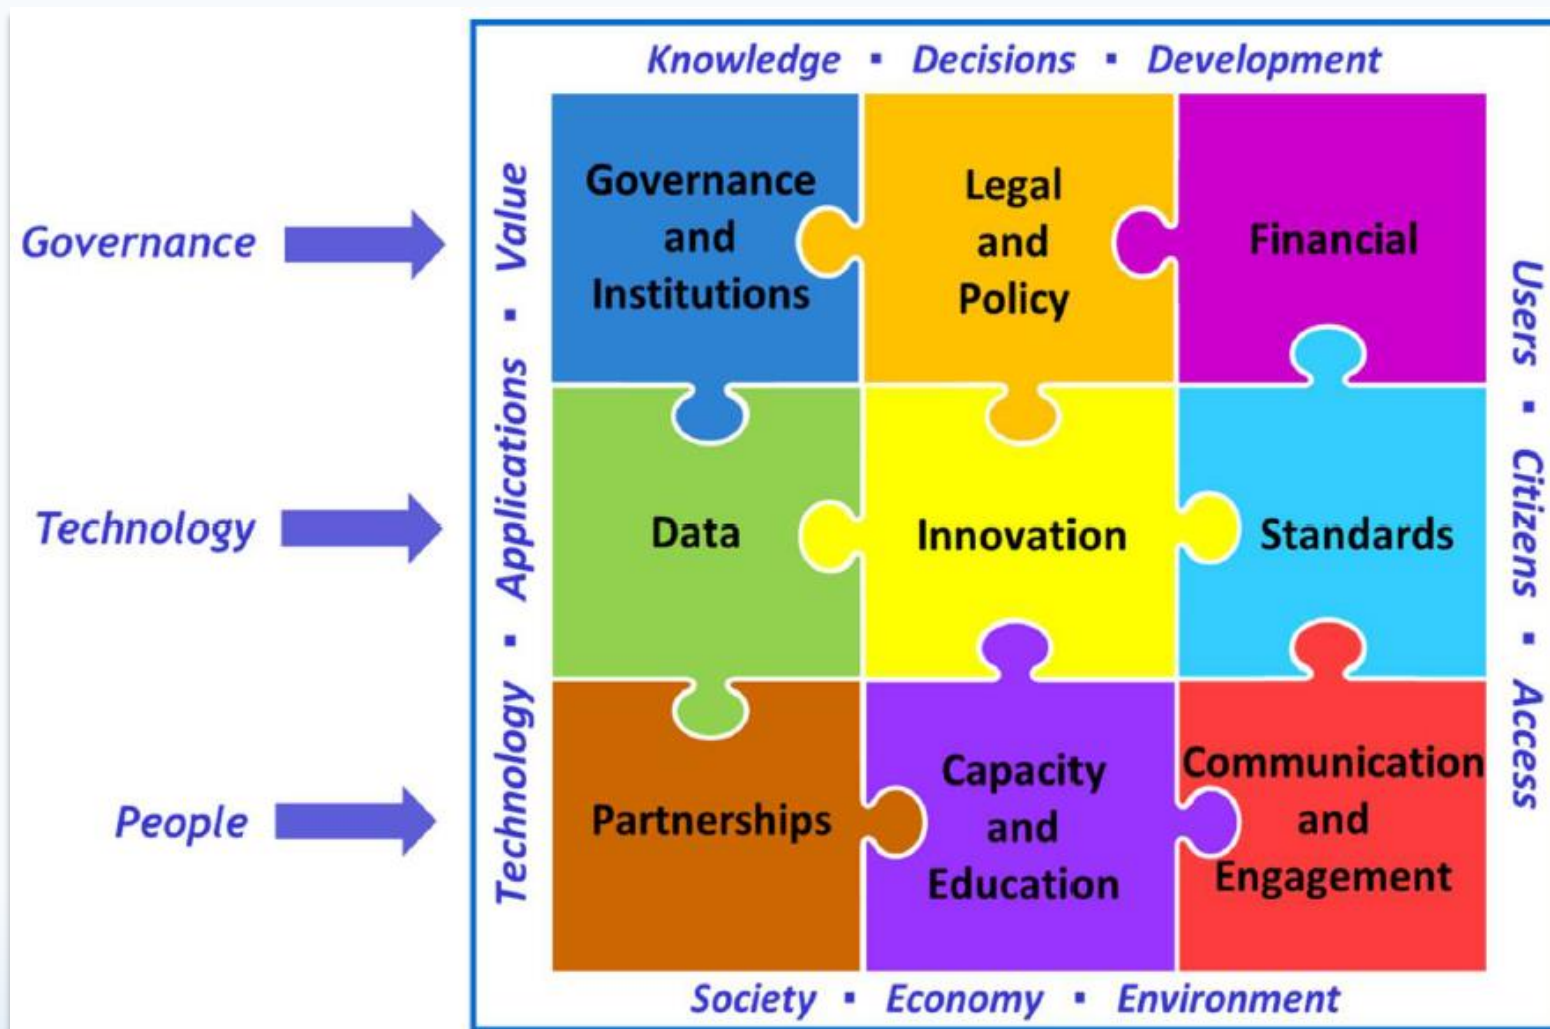 Knowledge ▪ Decisions ▪ Development
Governance
Technology
People
Technology ▪ Applications ▪ Value
Governance
and
Institutions
Legal
and
Policy
Financial
Data
Innovation
Standards
Partnerships
Capacity
and
Education
Communication
and
Engagement
Users ▪ Citizens ▪ Access
Society ▪ Economy ▪ Environment